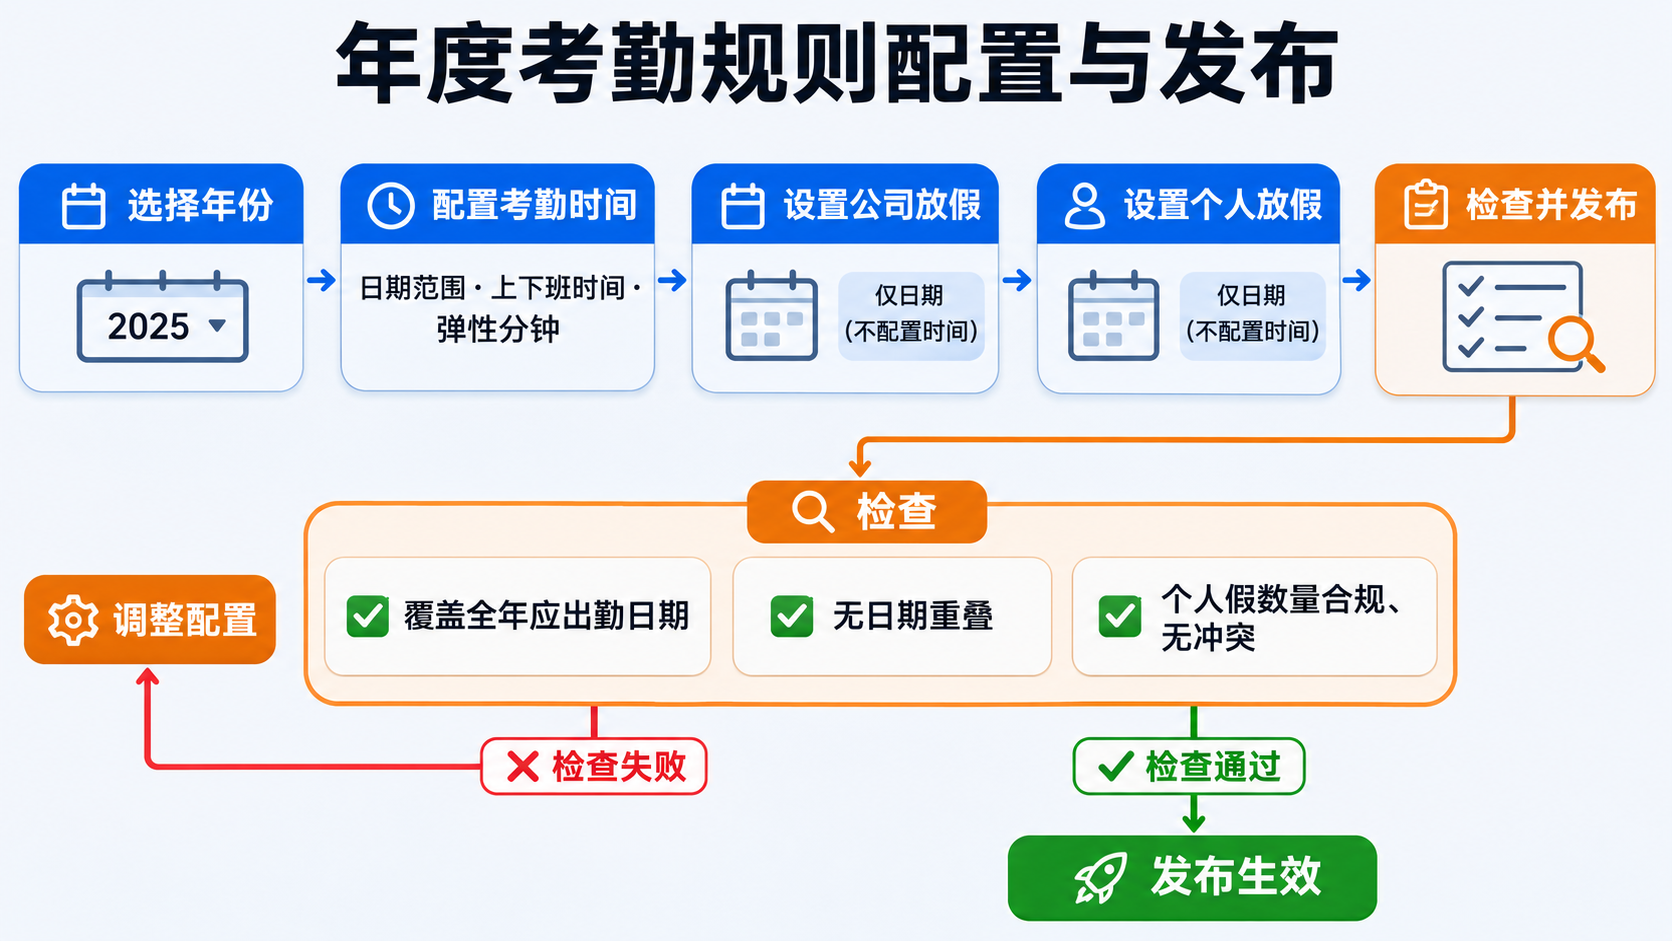 年度考勤规则配置与发布
选择年份
2025
配置考勤时间
日期范围·上下班时间·
弹性分钟
设置公司放假
仅日期
(不配置时间)
设置个人放假
仅日期
(不配置时间)
检查并发布
检查
覆盖全年应出勤日期
无日期重叠
个人假数量合规、
无冲突
调整配置
检查失败
检查通过
发布生效